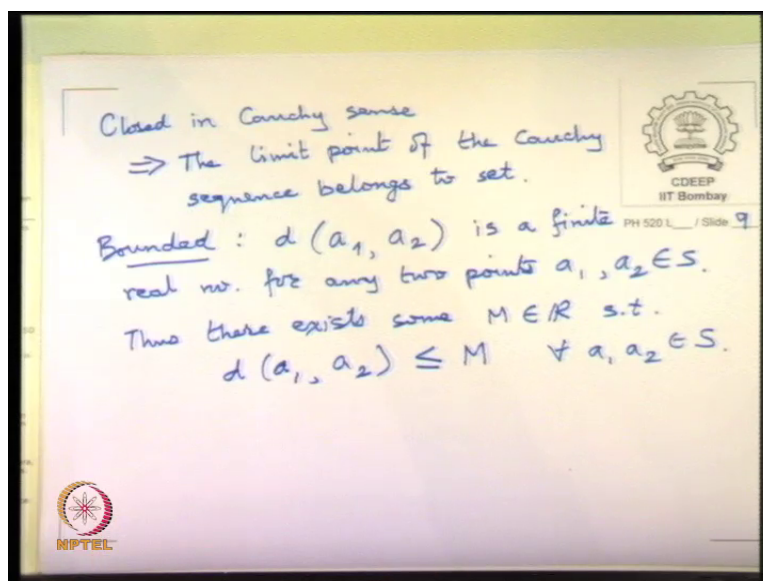 Closed in Cauchy sense
⇒ The limit point of the Cauchy
sequence belongs to set.
CDEEP
IIT Bombay
PH 520 L__ / Slide 9
Bounded : d (a₁, a₂) is a finite
real no. for any two points a₁, a₂ ∈ S.
Thus there exists some M ∈ ℝ s.t.
d (a₁, a₂) ≤ M ∀ a₁ a₂ ∈ S.
NPTEL